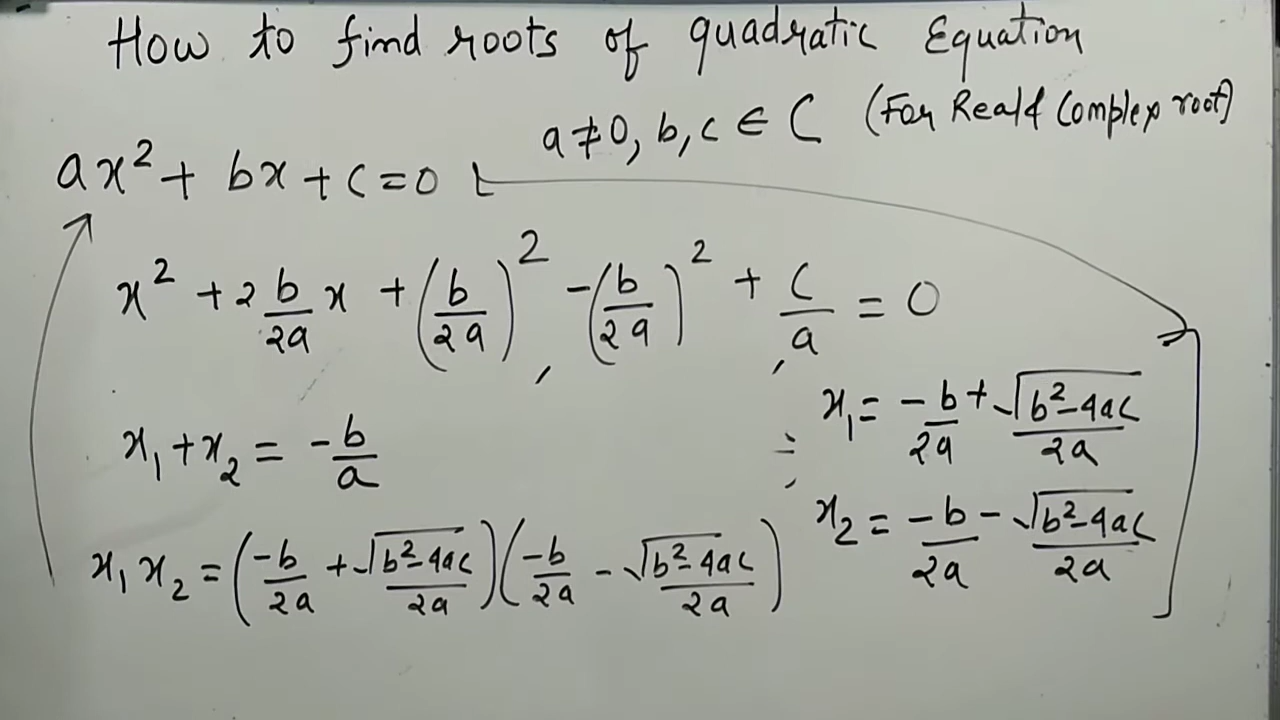 How to find roots of quadratic Equation
a≠0, b, c ∈ C (For Real & Complex root)
ax² + bx + c = 0
x² + 2 b/2a x + (b/2a)² - (b/2a)² + c/a = 0
x₁ = -b/2a + √(b²-4ac)/2a
x₁ + x₂ = -b/a
x₂ = -b/2a - √(b²-4ac)/2a
x₁ x₂ = (-b/2a + √(b²-4ac)/2a) (-b/2a - √(b²-4ac)/2a)